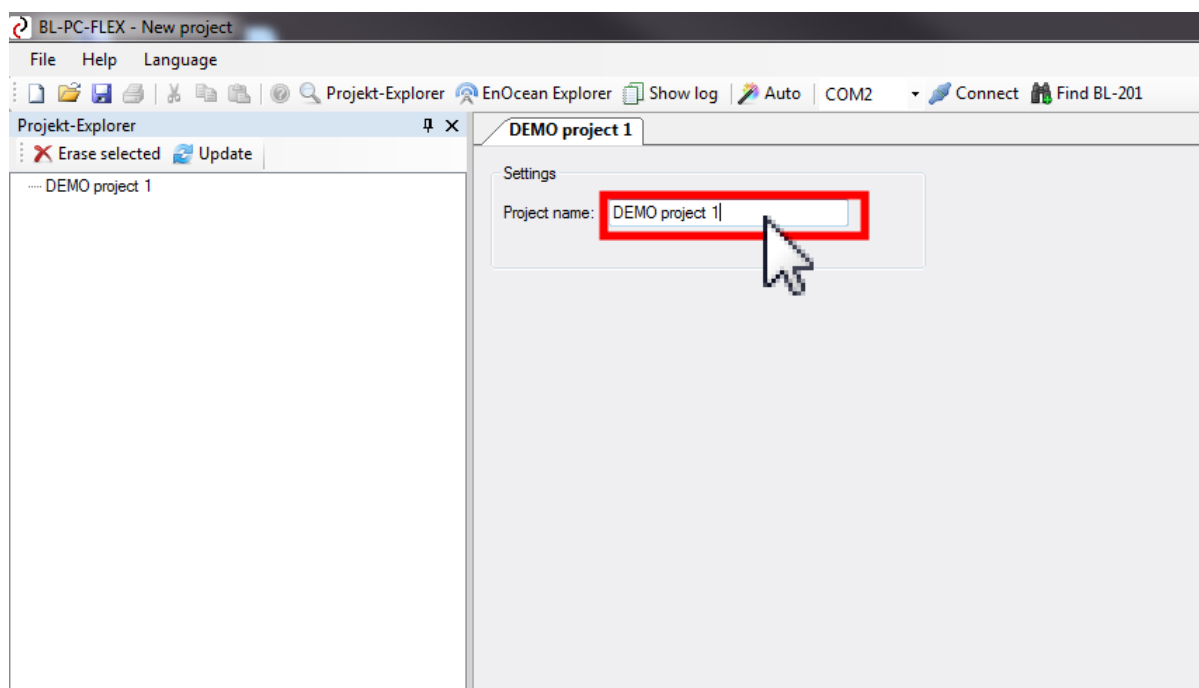 BL-PC-FLEX - New project
File Help Language
Projekt-Explorer EnOcean Explorer Show log Auto COM2 Connect Find BL-201
Projekt-Explorer
Erase selected Update
DEMO project 1
DEMO project 1
Settings
Project name: DEMO project 1